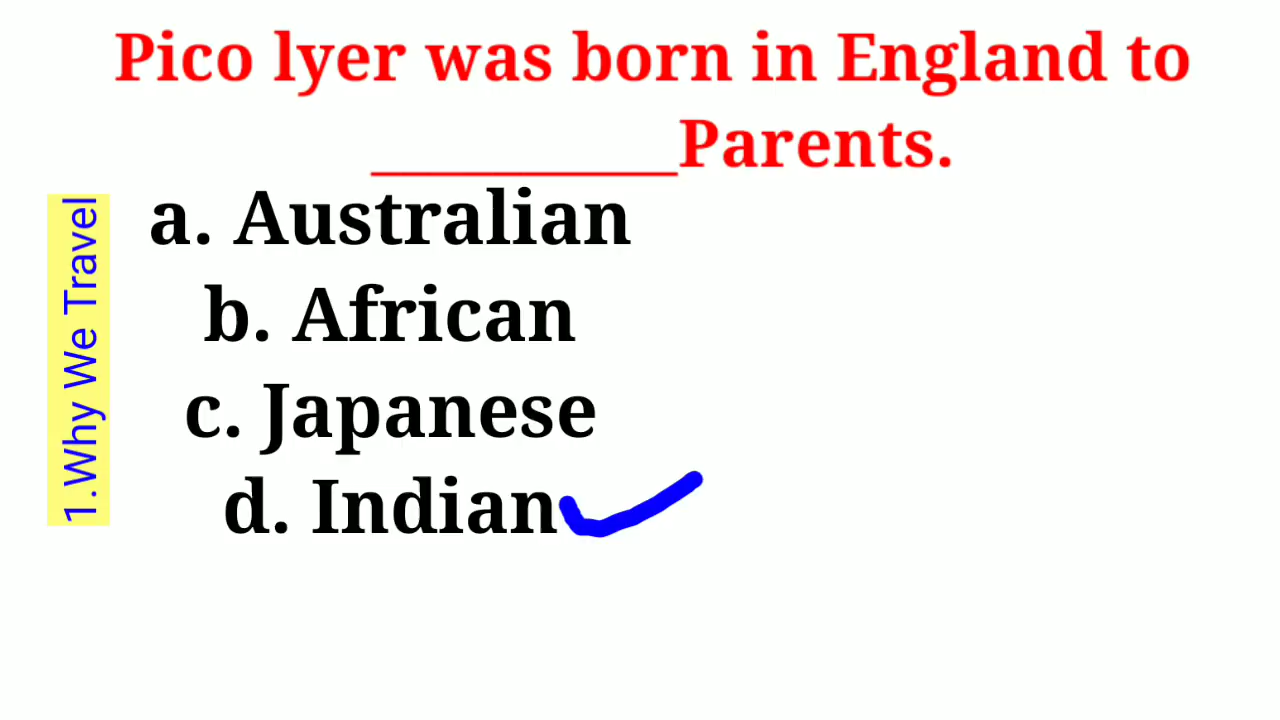 Pico lyer was born in England to
__________Parents.
1.Why We Travel
a. Australian
b. African
c. Japanese
d. Indian